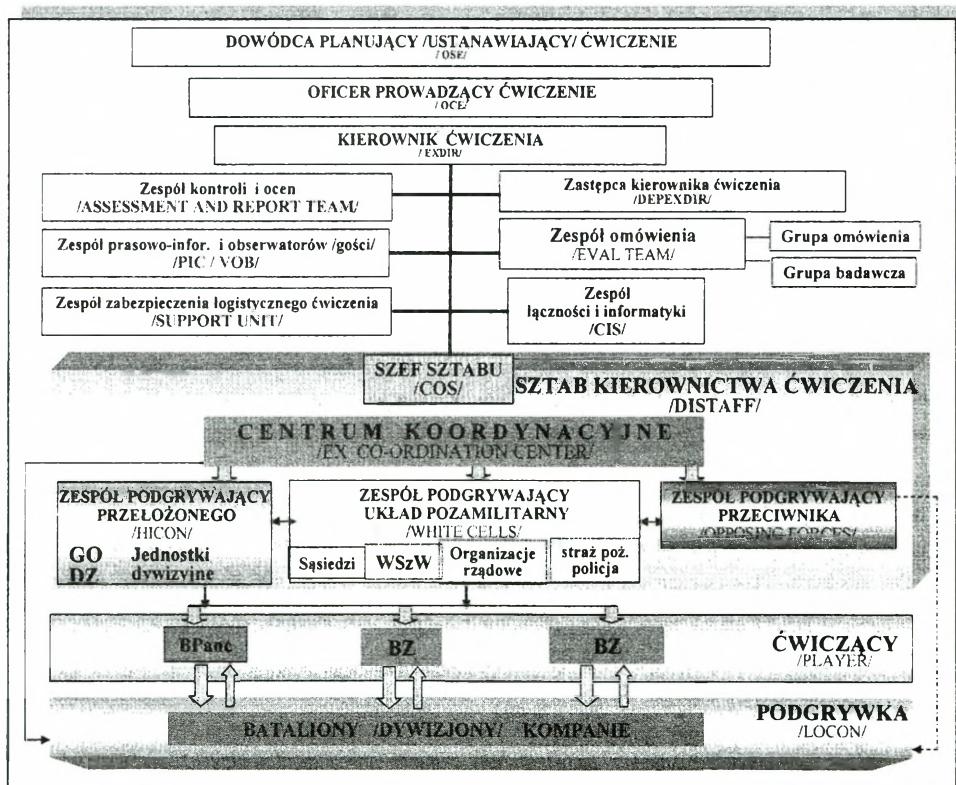 DOWÓDCA PLANUJĄCY /USTANAWIAJĄCY/ ĆWICZENIE
/OSE/
OFICER PROWADZĄCY ĆWICZENIE
/OCE/
KIEROWNIK ĆWICZENIA
/EXDIR/
Zespół kontroli i ocen
/ASSESSMENT AND REPORT TEAM/
Zastępca kierownika ćwiczenia
/DEPEXDIR/
Zespół prasowo-infor. i obserwatorów /gości/
/PIC / VOB/
Zespół omówienia
/EVAL TEAM/
Grupa omówienia
Grupa badawcza
Zespół zabezpieczenia logistycznego ćwiczenia
/SUPPORT UNIT/
Zespół
łączności i informatyki
/CIS/
SZEF SZTABU
/COS/
SZTAB KIEROWNICTWA ĆWICZENIA
/DISTAFF/
CENTRUM KOORDYNACYJNE
/EX CO-ORDINATION CENTER/
ZESPÓŁ PODGRYWAJĄCY
PRZEŁOŻONEGO
/HICON/
GO Jednostki
DZ dywizyjne
ZESPÓŁ PODGRYWAJĄCY
UKŁAD POZAMILITARNY
/WHITE CELLS/
Sąsiedzi
WSzW
Organizacje
rządowe
straż poż.
policja
ZESPÓŁ PODGRYWAJĄCY
PRZECIWNIKA
/OPPOSING FORCES/
BPanc
BZ
BZ
ĆWICZĄCY
/PLAYER/
BATALIONY /DYWIZJONY/ KOMPANIE
PODGRYWKA
/LOCON/